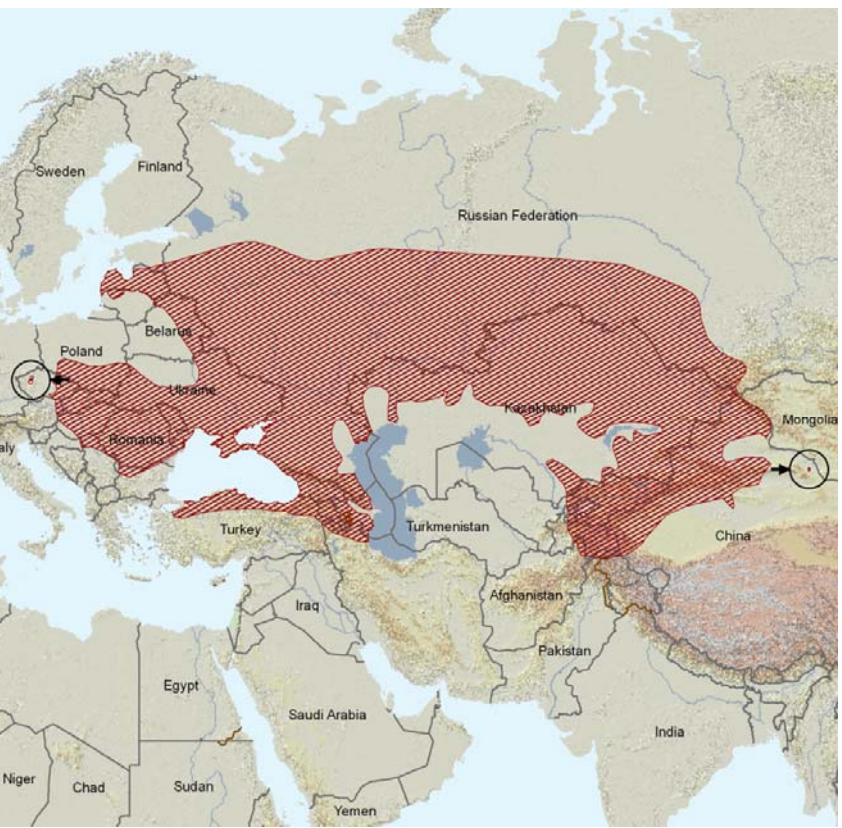 Sweden
Finland
Russian Federation
Belarus
Poland
Ukraine
Kazakhstan
Mongolia
Romania
aly
Turkey
Turkmenistan
China
Afghanistan
Iraq
Pakistan
Egypt
Saudi Arabia
India
Niger
Chad
Sudan
Yemen